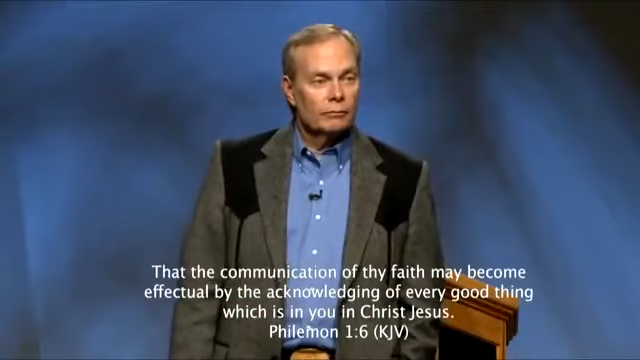 That the communication of thy faith may become
effectual by the acknowledging of every good thing
which is in you in Christ Jesus.
Philemon 1:6 (KJV)